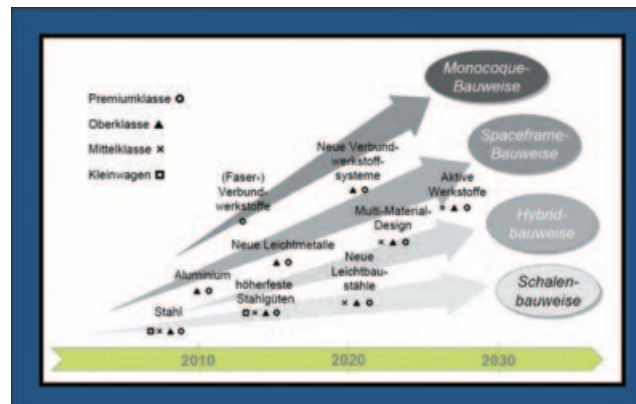 Monocoque-
Bauweise
Premiumklasse
Oberklasse
Mittelklasse
Kleinwagen
Spaceframe-
Bauweise
Neue Verbund-
werkstoff-
systeme
(Faser-)
Verbund-
werkstoffe
Aktive
Werkstoffe
Multi-Material-
Design
Hybrid-
bauweise
Neue Leichtmetalle
Neue
Leichtbau-
stähle
Aluminium
höherfeste
Stahlgüten
Schalen-
bauweise
Stahl
2010
2020
2030